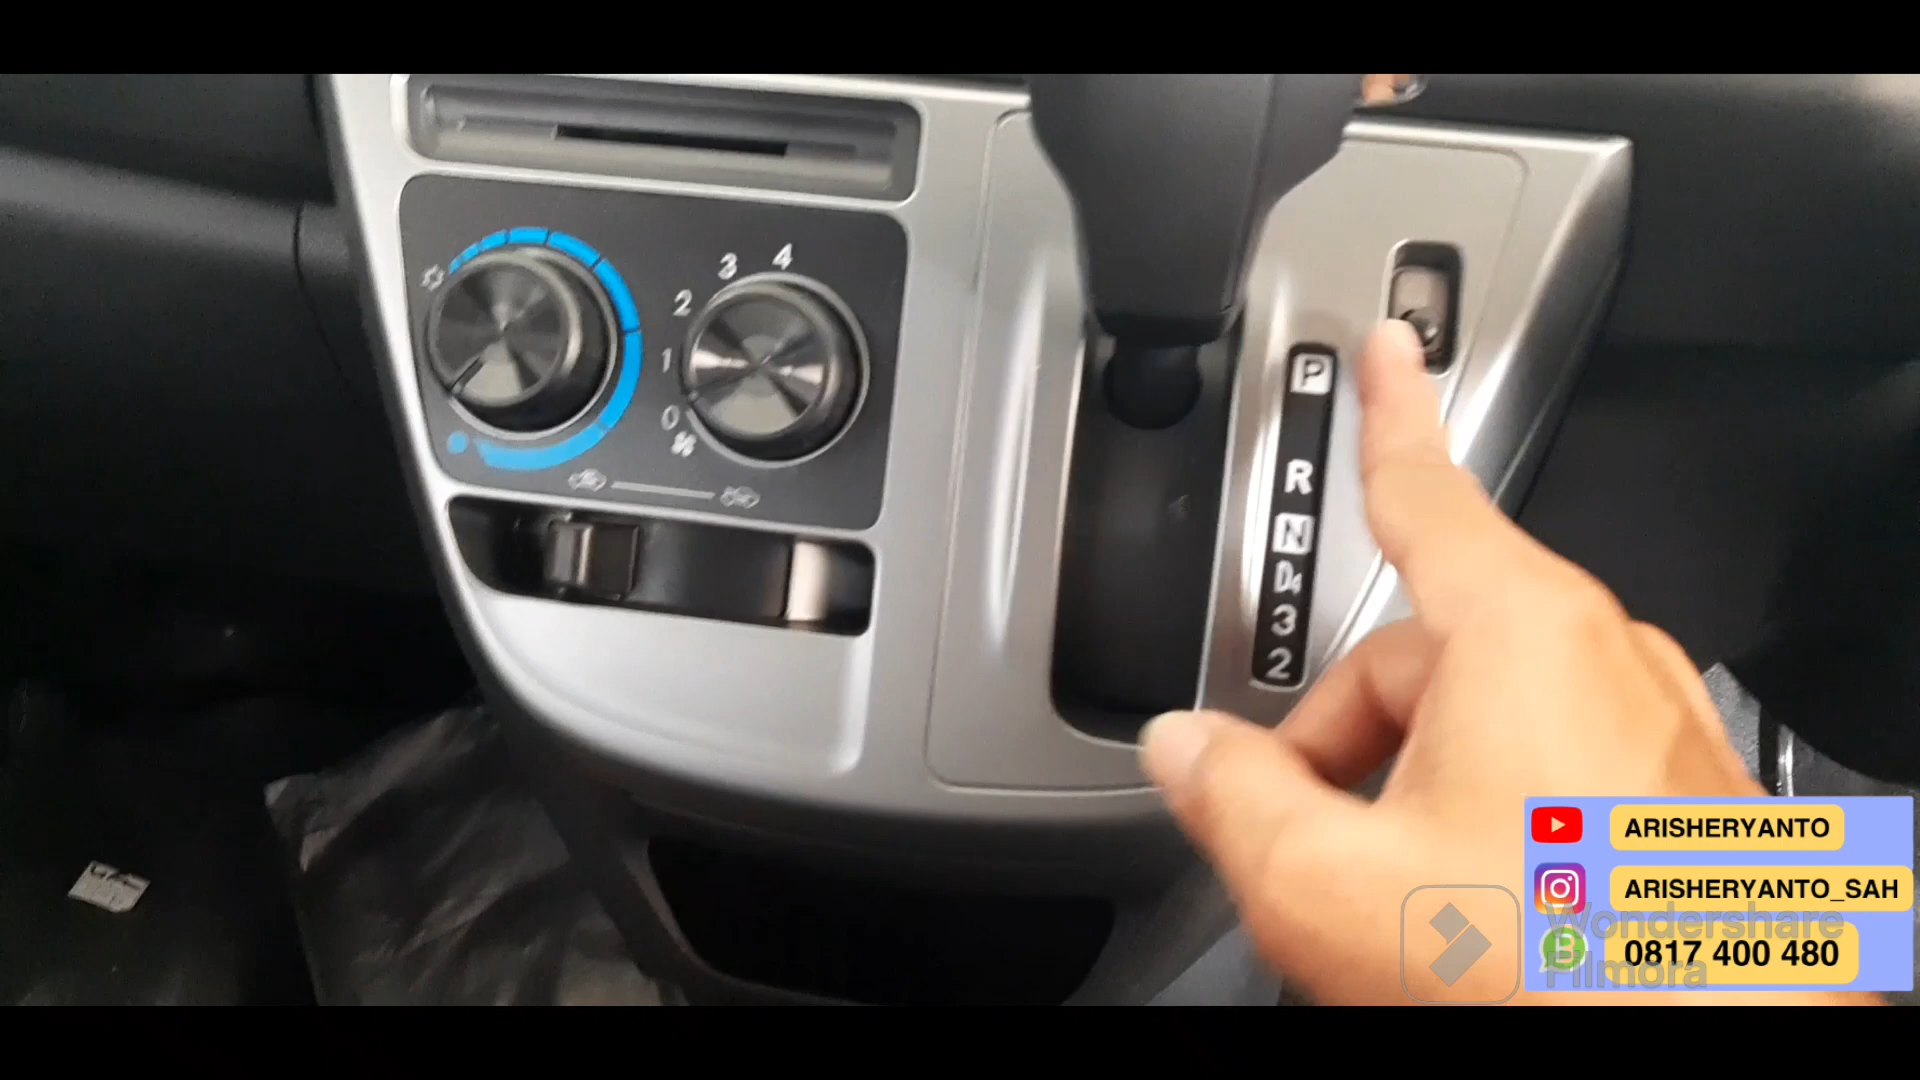 3 4
2
1
0
P
R
N
D4
3
2
ARISHERYANTO
ARISHERYANTO_SAH
0817 400 480
Wondershare
Filmora